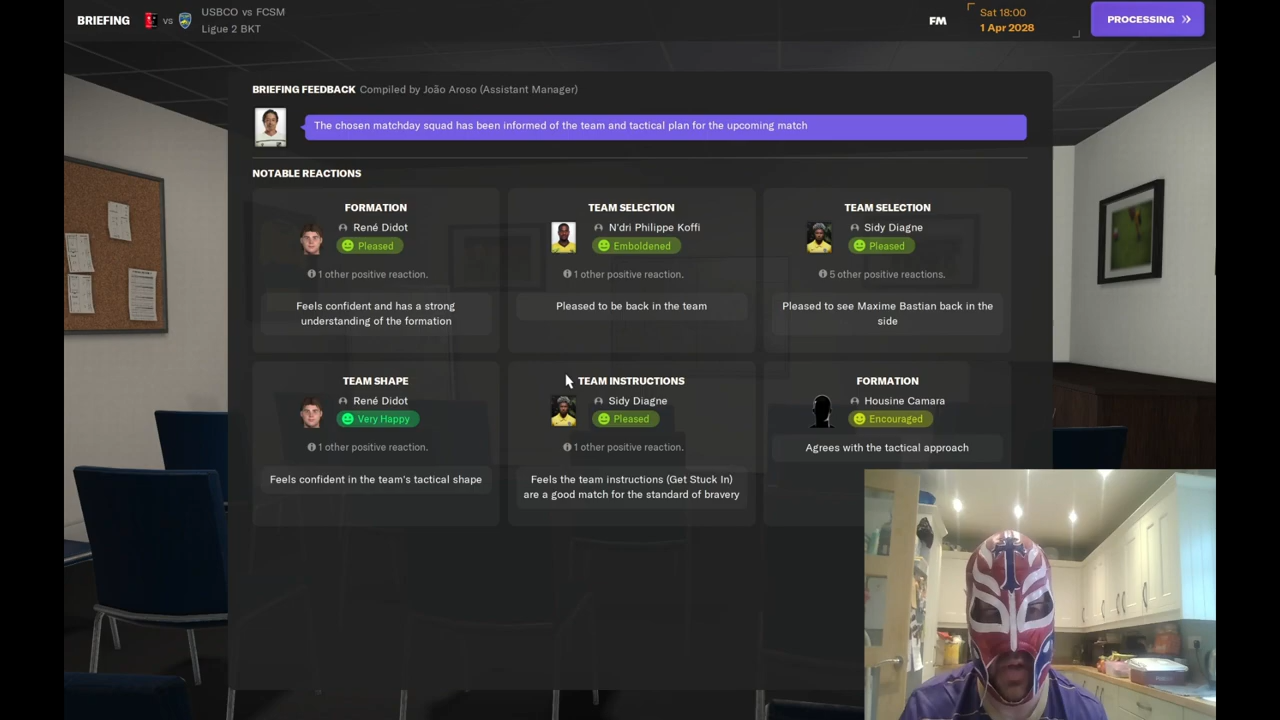 BRIEFING
vs
USBCO vs FCSM
Ligue 2 BKT
FM
Sat 18:00
1 Apr 2028
PROCESSING
BRIEFING FEEDBACK Compiled by João Aroso (Assistant Manager)
The chosen matchday squad has been informed of the team and tactical plan for the upcoming match
NOTABLE REACTIONS
FORMATION
René Didot
Pleased
1 other positive reaction.
Feels confident and has a strong
understanding of the formation
TEAM SELECTION
N'dri Philippe Koffi
Emboldened
1 other positive reaction.
Pleased to be back in the team
TEAM SELECTION
Sidy Diagne
Pleased
5 other positive reactions.
Pleased to see Maxime Bastian back in the
side
TEAM SHAPE
René Didot
Very Happy
1 other positive reaction.
Feels confident in the team's tactical shape
TEAM INSTRUCTIONS
Sidy Diagne
Pleased
1 other positive reaction.
Feels the team instructions (Get Stuck In)
are a good match for the standard of bravery
FORMATION
Housine Camara
Encouraged
Agrees with the tactical approach